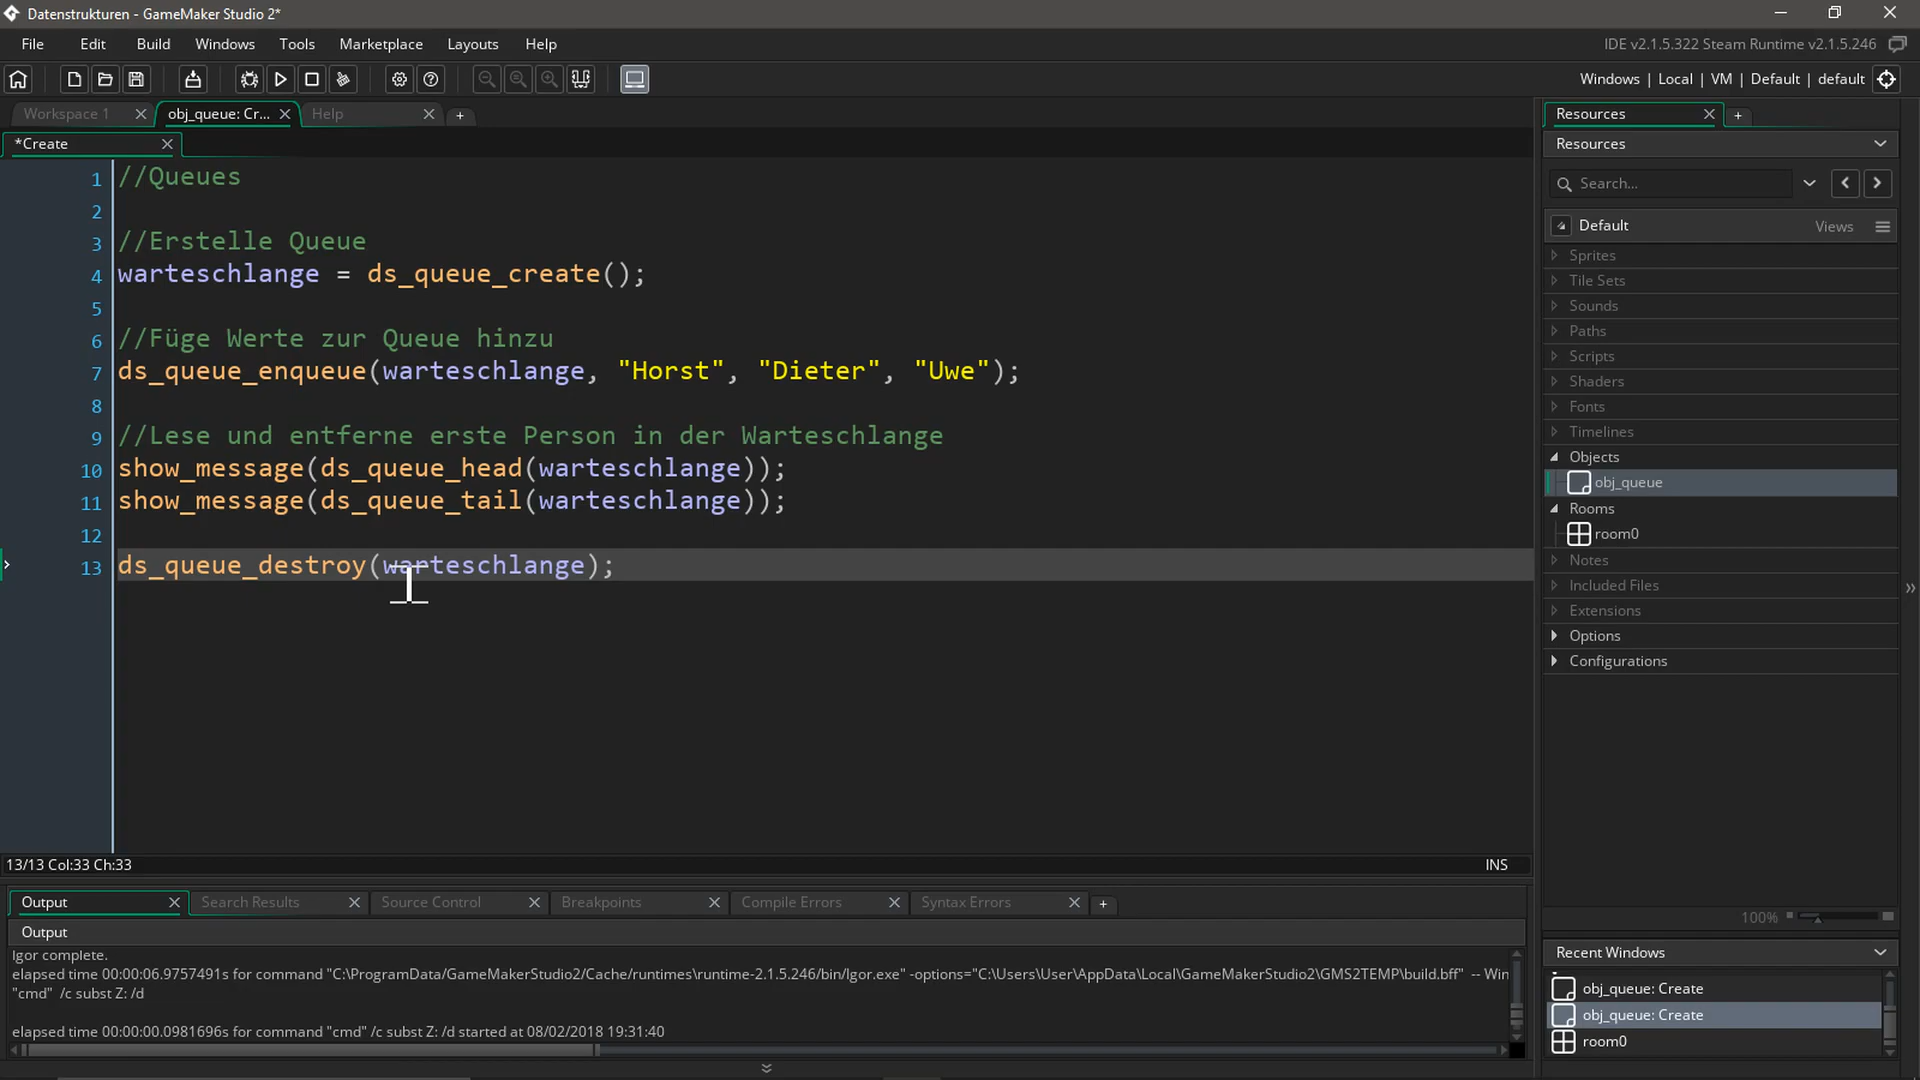 Datenstrukturen - GameMaker Studio 2*
File Edit Build Windows Tools Marketplace Layouts Help
IDE v2.1.5.322 Steam Runtime v2.1.5.246
Windows | Local | VM | Default | default
Workspace 1
obj_queue: Cr...
Help
*Create
1 //Queues
2
3 //Erstelle Queue
4 warteschlange = ds_queue_create();
5
6 //Füge Werte zur Queue hinzu
7 ds_queue_enqueue(warteschlange, "Horst", "Dieter", "Uwe");
8
9 //Lese und entferne erste Person in der Warteschlange
10 show_message(ds_queue_head(warteschlange));
11 show_message(ds_queue_tail(warteschlange));
12
13 ds_queue_destroy(warteschlange);
13/13 Col:33 Ch:33
INS
Output
Search Results
Source Control
Breakpoints
Compile Errors
Syntax Errors
Output
Igor complete.
elapsed time 00:00:06.9757491s for command "C:\ProgramData/GameMakerStudio2/Cache/runtimes\runtime-2.1.5.246/bin/Igor.exe" -options="C:\Users\User\AppData\Local\GameMakerStudio2\GMS2TEMP\build.bff" -- Win
"cmd" /c subst Z: /d
elapsed time 00:00:00.0981696s for command "cmd" /c subst Z: /d started at 08/02/2018 19:31:40
Resources
Resources
Search...
Default
Views
Sprites
Tile Sets
Sounds
Paths
Scripts
Shaders
Fonts
Timelines
Objects
obj_queue
Rooms
room0
Notes
Included Files
Extensions
Options
Configurations
100%
Recent Windows
obj_queue: Create
obj_queue: Create
room0